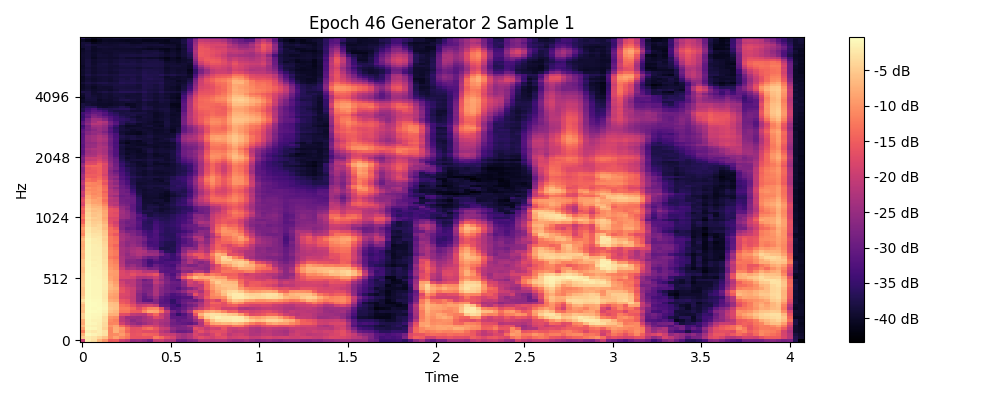 Epoch 46 Generator 2 Sample 1
Hz
4096
2048
1024
512
0
0
0.5
1
1.5
2
2.5
3
3.5
4
Time
-5 dB
-10 dB
-15 dB
-20 dB
-25 dB
-30 dB
-35 dB
-40 dB